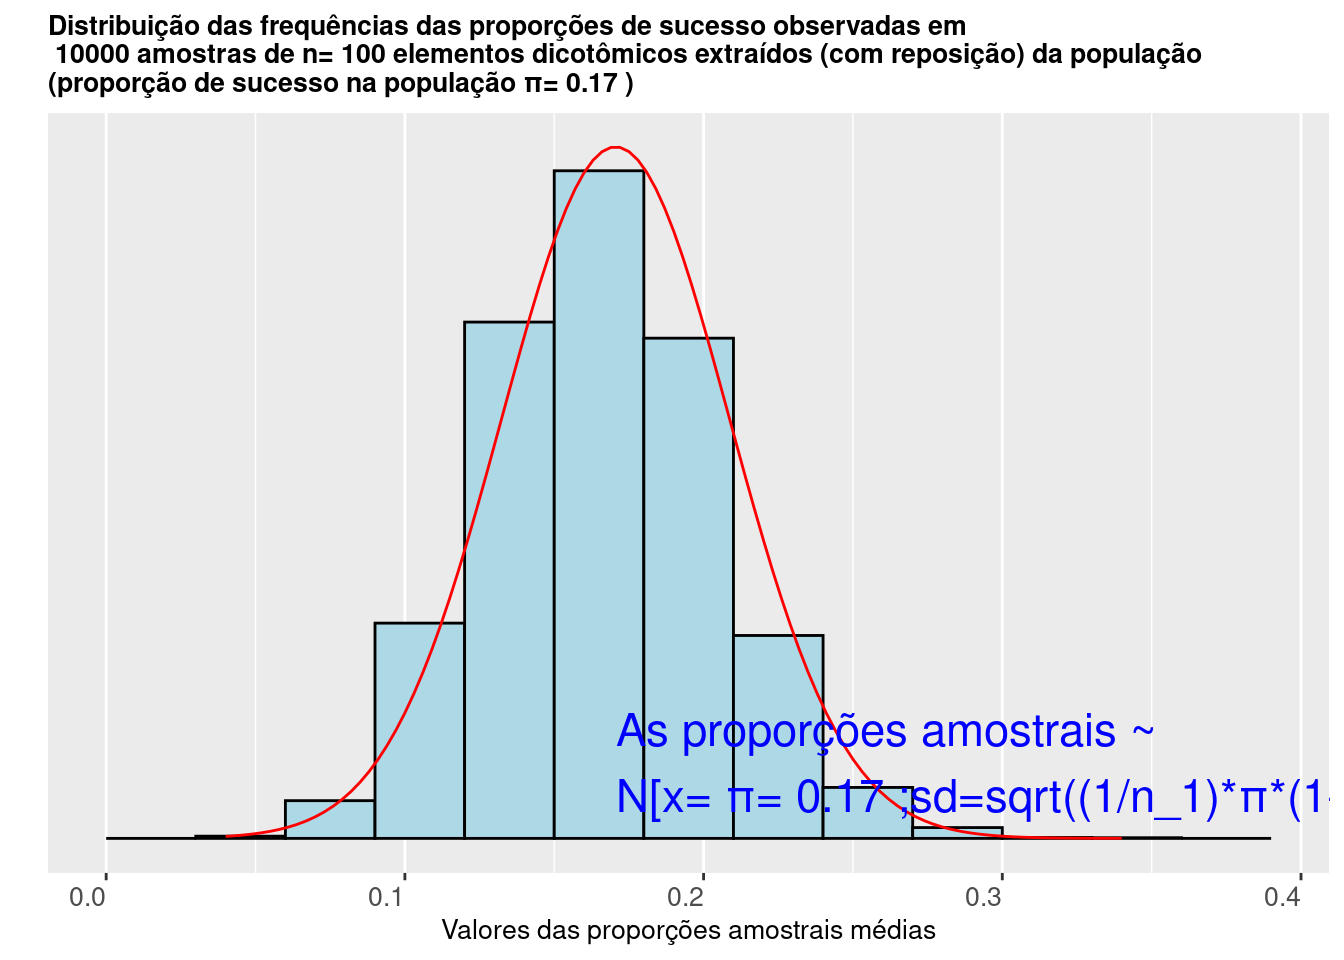 Distribuição das frequências das proporções de sucesso observadas em
10000 amostras de n= 100 elementos dicotômicos extraídos (com reposição) da população
(proporção de sucesso na população π= 0.17 )
As proporções amostrais ~
N[x= π= 0.17 ;sd=sqrt((1/n_1)*π*(1-
0.0 0.1 0.2 0.3 0.4
Valores das proporções amostrais médias